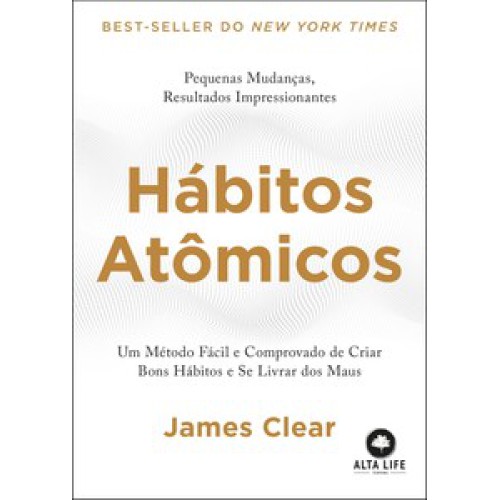 BEST-SELLER DO NEW YORK TIMES
Pequenas Mudanças,
Resultados Impressionantes
Hábitos
Atômicos
Um Método Fácil e Comprovado de Criar
Bons Hábitos e Se Livrar dos Maus
James Clear
ALTA LIFE